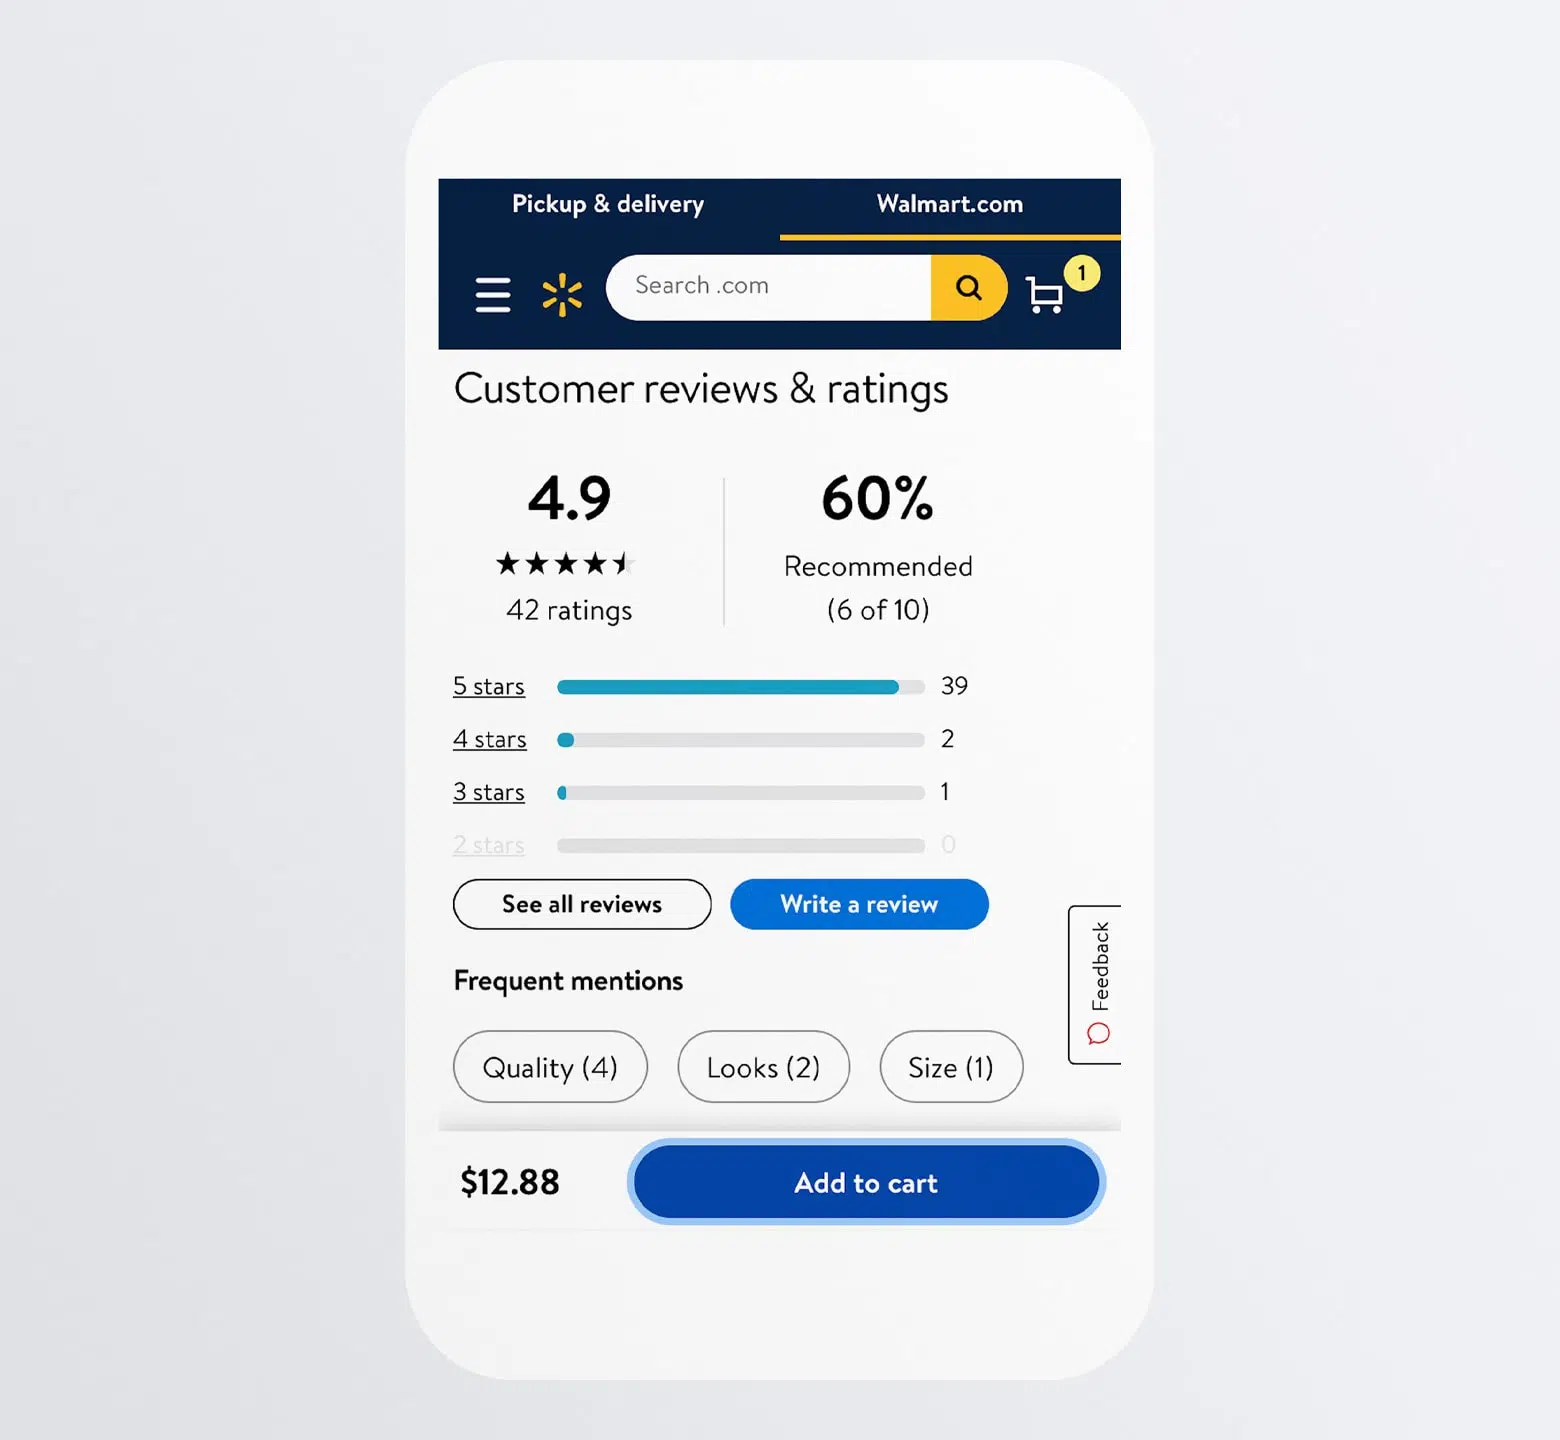 Pickup & delivery
Walmart.com
Search .com
1
Customer reviews & ratings
4.9
60%
42 ratings
Recommended
(6 of 10)
5 stars 39
4 stars 2
3 stars 1
2 stars 0
See all reviews
Write a review
Feedback
Frequent mentions
Quality (4)
Looks (2)
Size (1)
$12.88
Add to cart